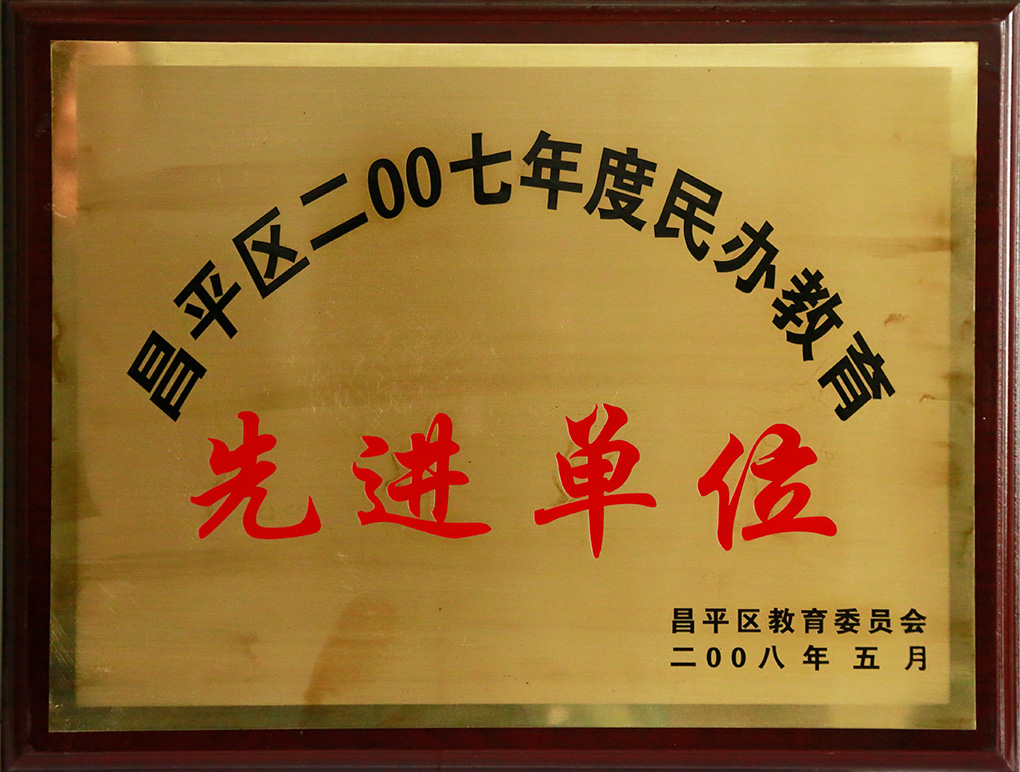 昌平区二00七年度民办教育
先进单位
昌平区教育委员会
二00八年五月